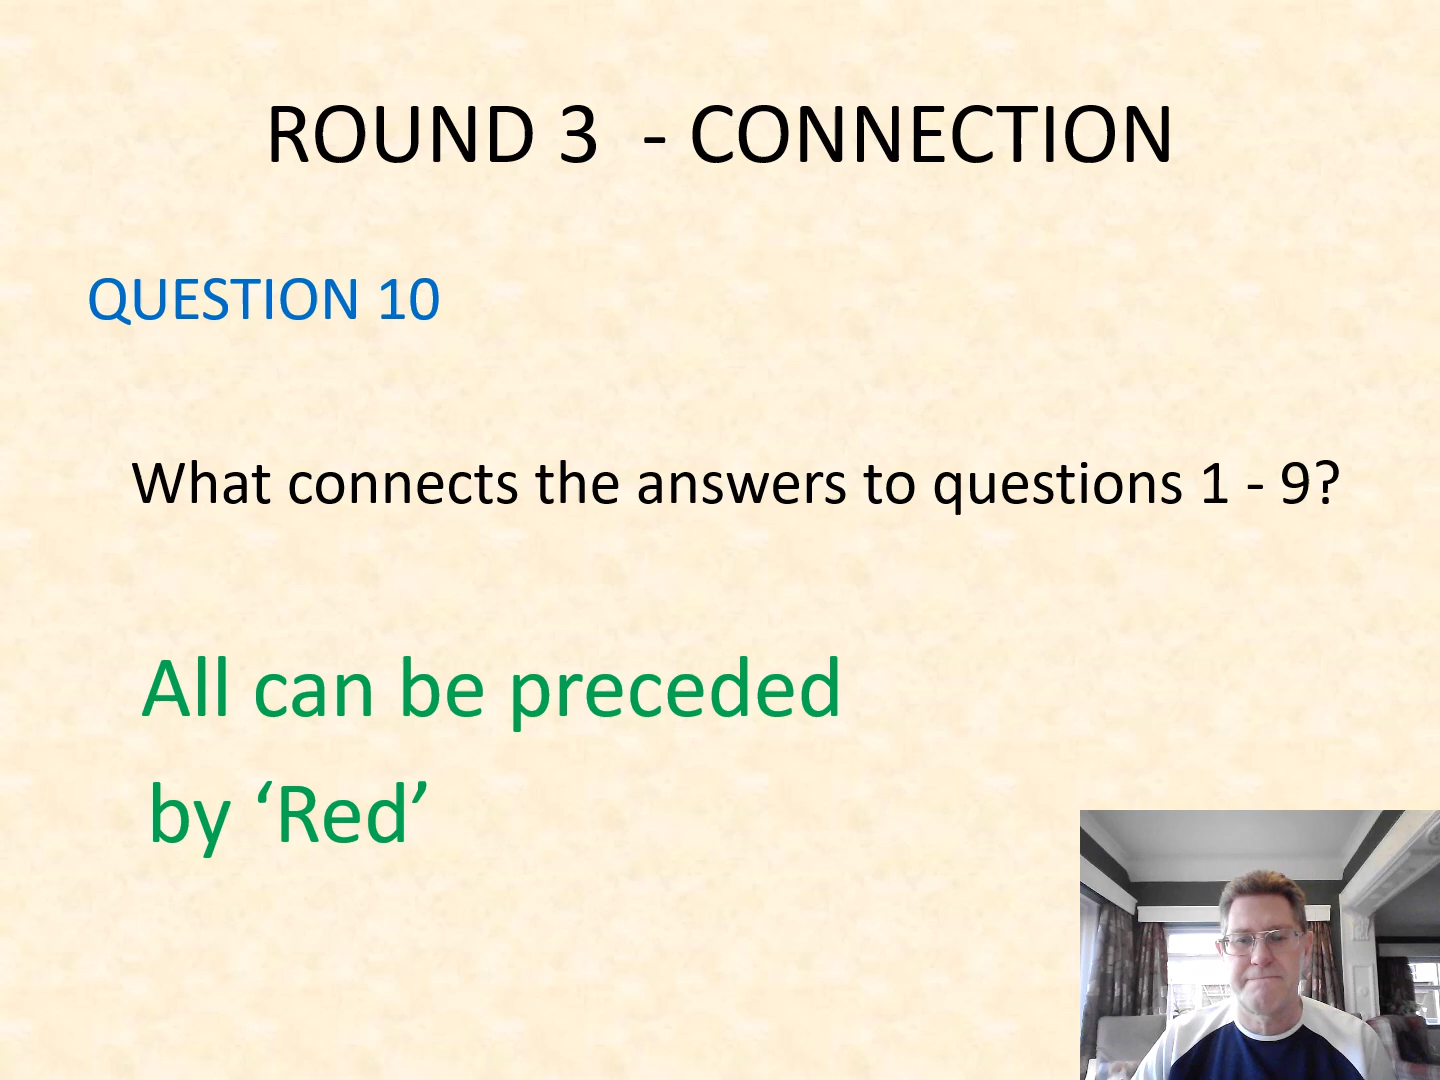 ROUND 3 - CONNECTION
QUESTION 10
What connects the answers to questions 1 - 9?
All can be preceded
by ‘Red’